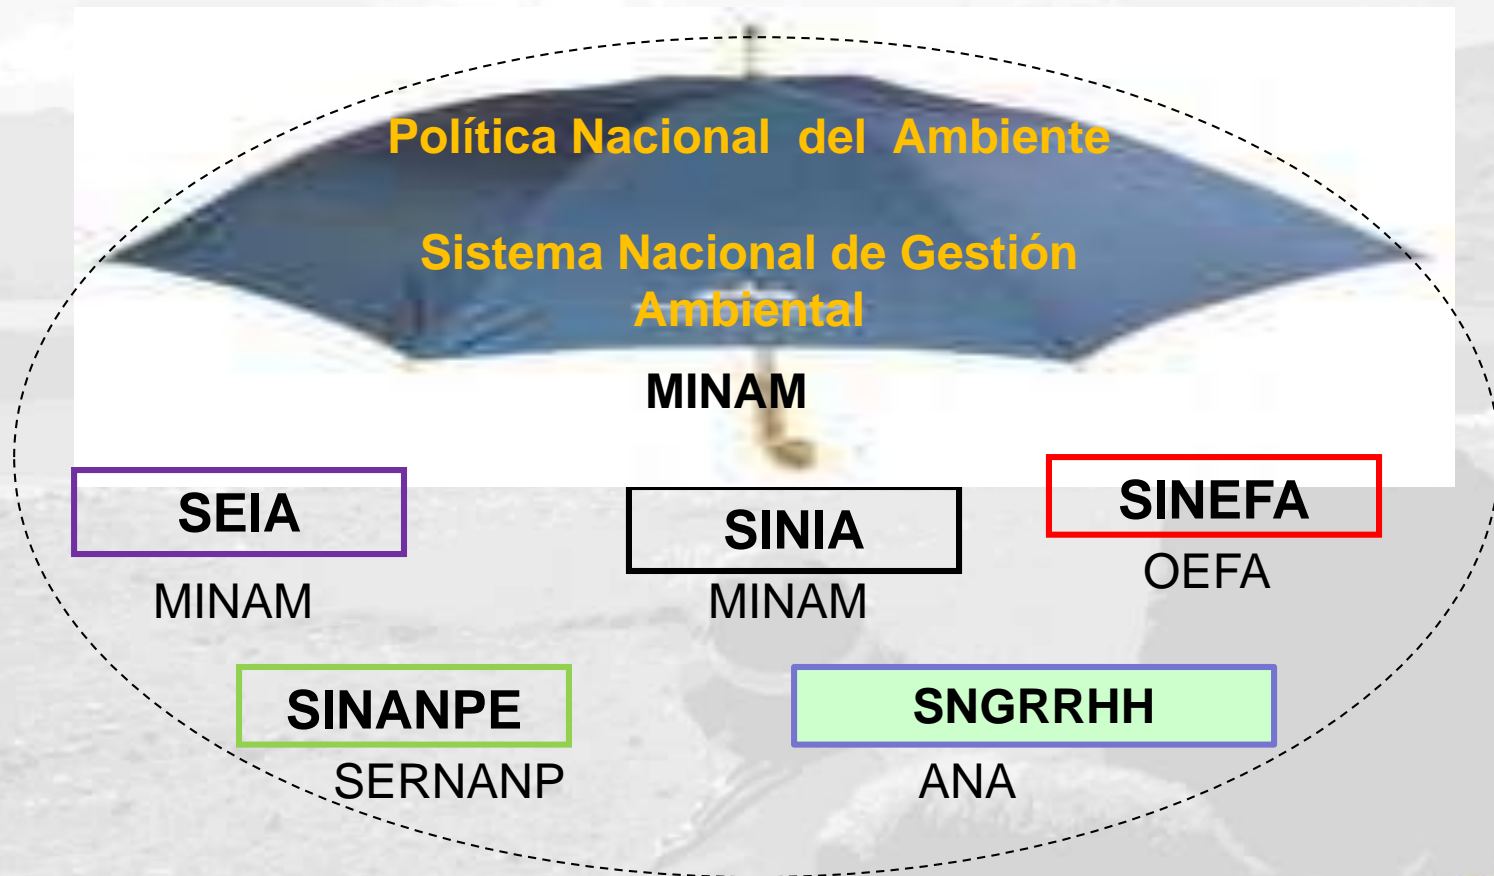 Política Nacional del Ambiente
Sistema Nacional de Gestión
Ambiental
MINAM
SEIA
MINAM
SINIA
MINAM
SINEFA
OEFA
SINANPE
SERNANP
SNGRRHH
ANA